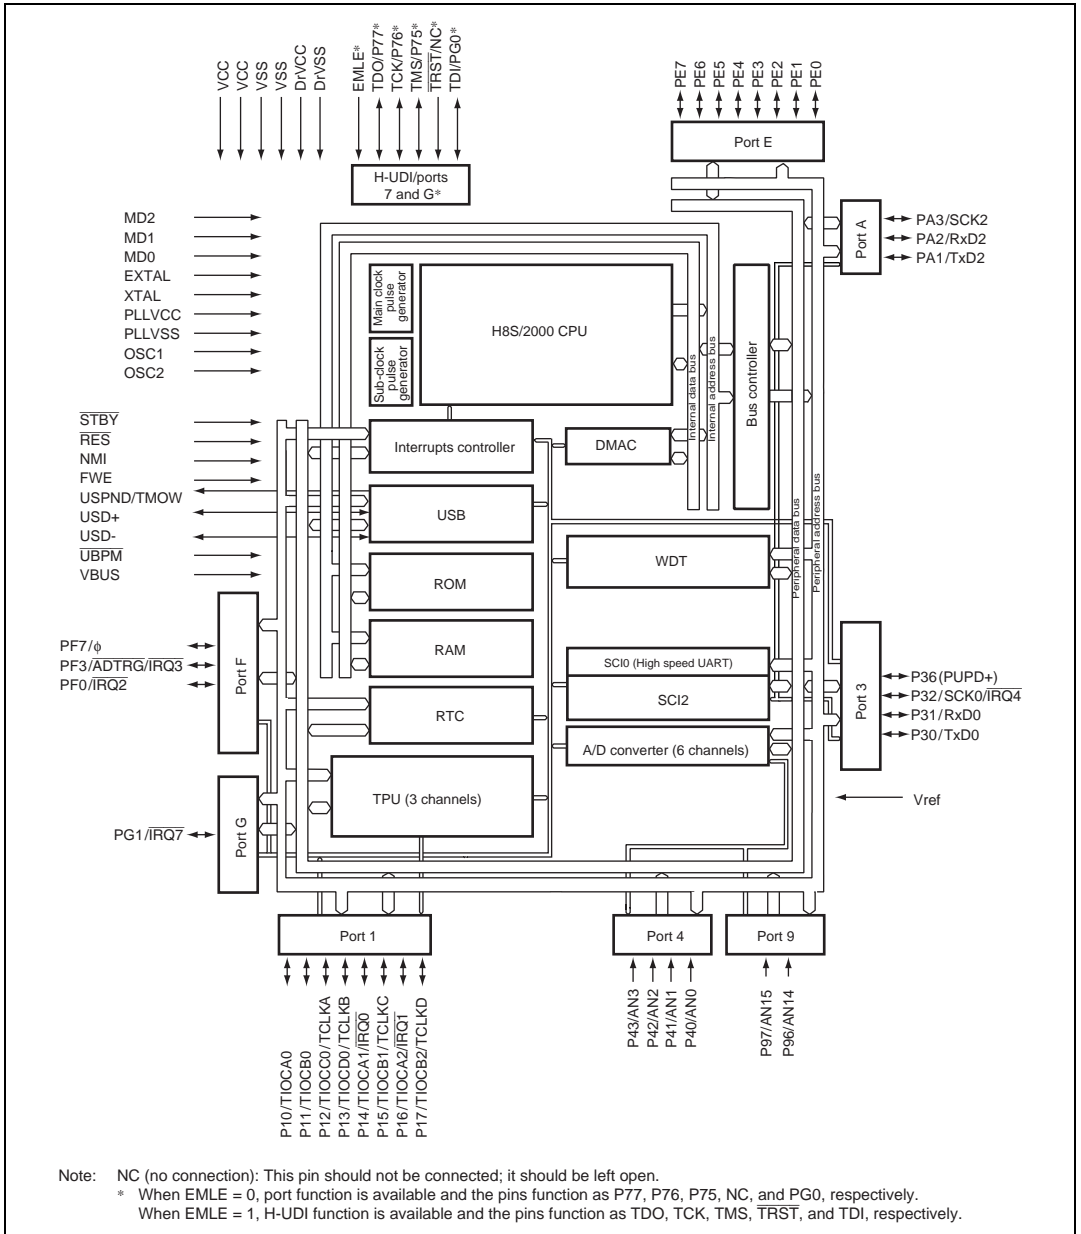 VCC
VCC
VSS
VSS
DrVCC
DrVSS
EMLE*
TDO/P77*
TCK/P76*
TMS/P75*
TRST/NC*
TDI/PG0*
PE7
PE6
PE5
PE4
PE3
PE2
PE1
PE0
Port E
H-UDI/ports
7 and G*
MD2
MD1
MD0
EXTAL
XTAL
PLLVCC
PLLVSS
OSC1
OSC2
Port A
PA3/SCK2
PA2/RxD2
PA1/TxD2
Main clock
pulse
generator
Sub-clock
pulse
generator
H8S/2000 CPU
Internal data bus
Internal address bus
Bus controller
STBY
RES
NMI
FWE
USPND/TMOW
USD+
USD-
UBPM
VBUS
Interrupts controller
DMAC
USB
ROM
RAM
RTC
TPU (3 channels)
WDT
SCI0 (High speed UART)
SCI2
A/D converter (6 channels)
Peripheral data bus
Peripheral address bus
PF7/ϕ
PF3/ADTRG/IRQ3
PF0/IRQ2
Port F
PG1/IRQ7
Port G
Port 3
P36 (PUPD+)
P32/SCK0/IRQ4
P31/RxD0
P30/TxD0
Vref
Port 1
Port 4
Port 9
P10/TIOCA0
P11/TIOCB0
P12/TIOCC0/TCLKA
P13/TIOCD0/TCLKB
P14/TIOCA1/IRQ0
P15/TIOCB1/TCLKC
P16/TIOCA2/IRQ1
P17/TIOCB2/TCLKD
P43/AN3
P42/AN2
P41/AN1
P40/AN0
P97/AN15
P96/AN14
Note: NC (no connection): This pin should not be connected; it should be left open.
* When EMLE = 0, port function is available and the pins function as P77, P76, P75, NC, and PG0, respectively.
When EMLE = 1, H-UDI function is available and the pins function as TDO, TCK, TMS, TRST, and TDI, respectively.